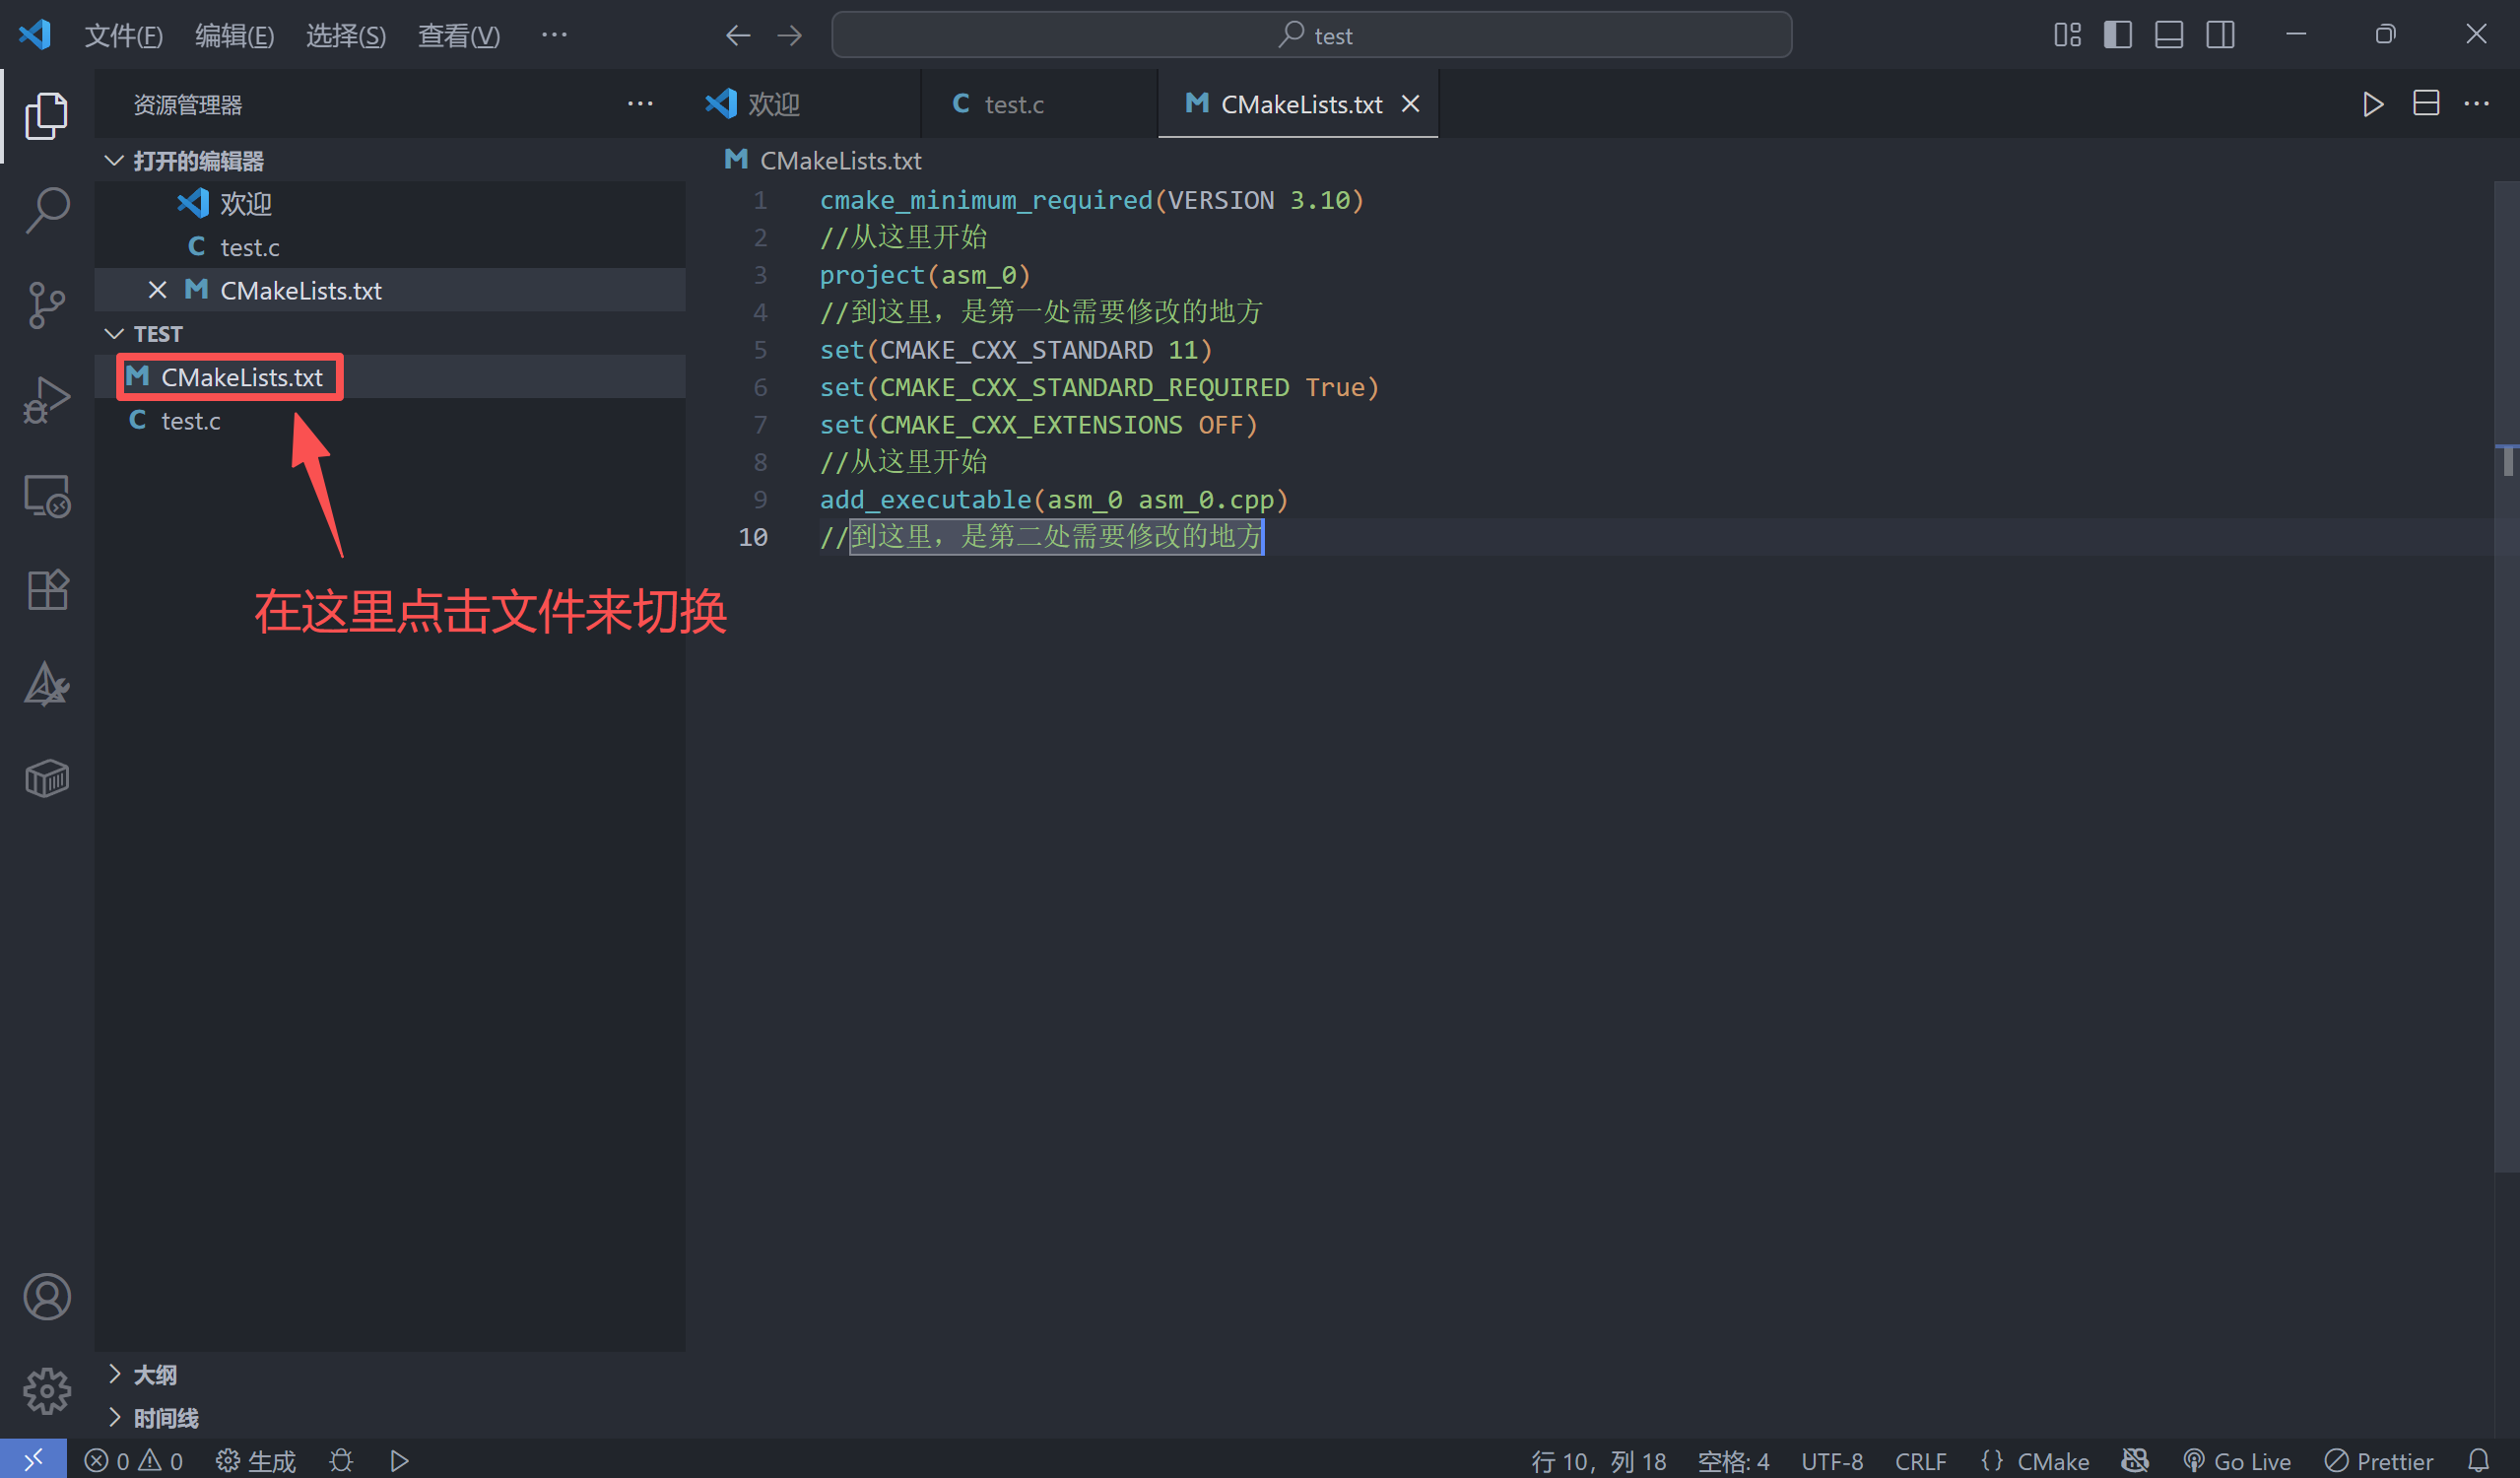 文件(F) 编辑(E) 选择(S) 查看(V) ··· test
资源管理器 ···
欢迎 C test.c M CMakeLists.txt
打开的编辑器
欢迎
C test.c
M CMakeLists.txt
TEST
M CMakeLists.txt
C test.c
在这里点击文件来切换
大纲
时间线
M CMakeLists.txt
1 cmake_minimum_required(VERSION 3.10)
2 //从这里开始
3 project(asm_0)
4 //到这里，是第一处需要修改的地方
5 set(CMAKE_CXX_STANDARD 11)
6 set(CMAKE_CXX_STANDARD_REQUIRED True)
7 set(CMAKE_CXX_EXTENSIONS OFF)
8 //从这里开始
9 add_executable(asm_0 asm_0.cpp)
10 //到这里，是第二处需要修改的地方
0 0 生成 行 10，列 18 空格: 4 UTF-8 CRLF {} CMake Go Live Prettier